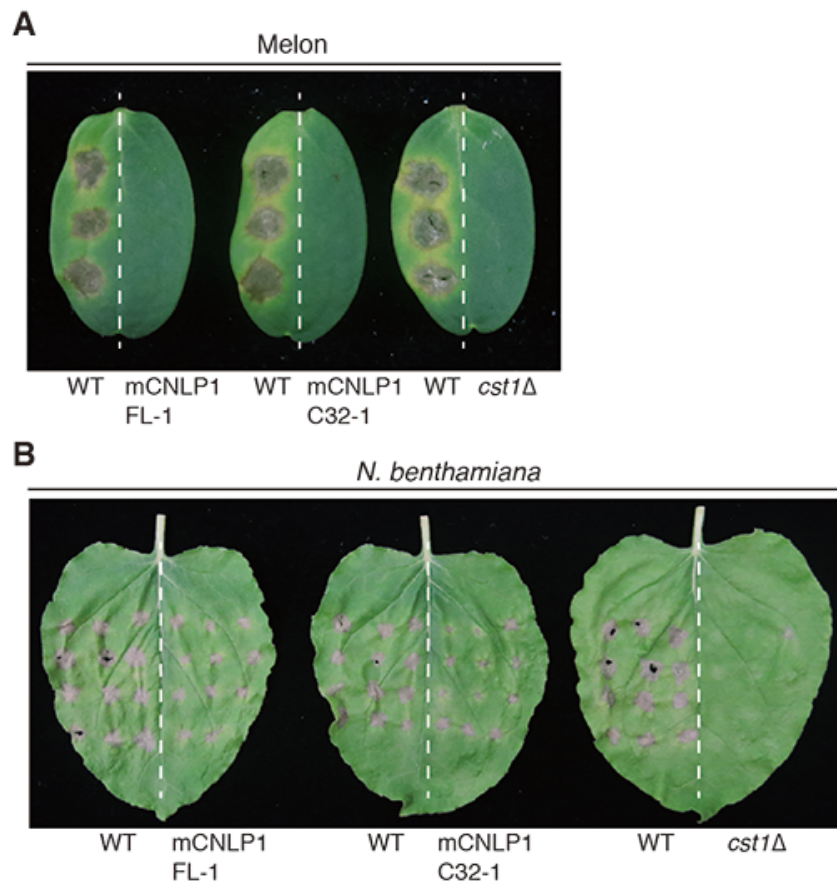 A
Melon
WT mCNLP1 WT mCNLP1 WT cst1Δ
FL-1 C32-1
B
N. benthamiana
WT mCNLP1 WT mCNLP1 WT cst1Δ
FL-1 C32-1